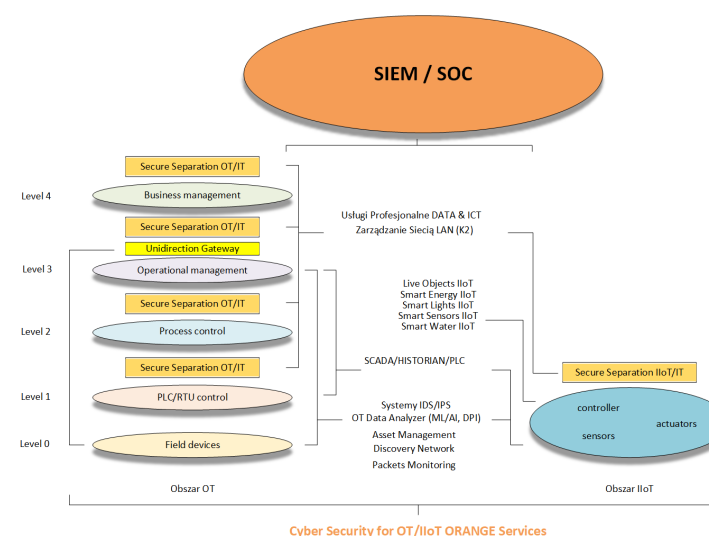 SIEM / SOC
Secure Separation OT/IT
Level 4
Business management
Usługi Profesjonalne DATA & ICT
Zarządzanie Siecią LAN (K2)
Secure Separation OT/IT
Unidirection Gateway
Level 3
Operational management
Live Objects IIoT
Smart Energy IIoT
Smart Lights IIoT
Smart Sensors IIoT
Smart Water IIoT
Secure Separation OT/IT
Level 2
Process control
SCADA/HISTORIAN/PLC
Secure Separation OT/IT
Secure Separation IIoT/IT
Level 1
PLC/RTU control
Systemy IDS/IPS
OT Data Analyzer (ML/AI, DPI)
Asset Management
Discovery Network
Packets Monitoring
controller
actuators
sensors
Level 0
Field devices
Obszar OT
Obszar IIoT
Cyber Security for OT/IIoT ORANGE Services